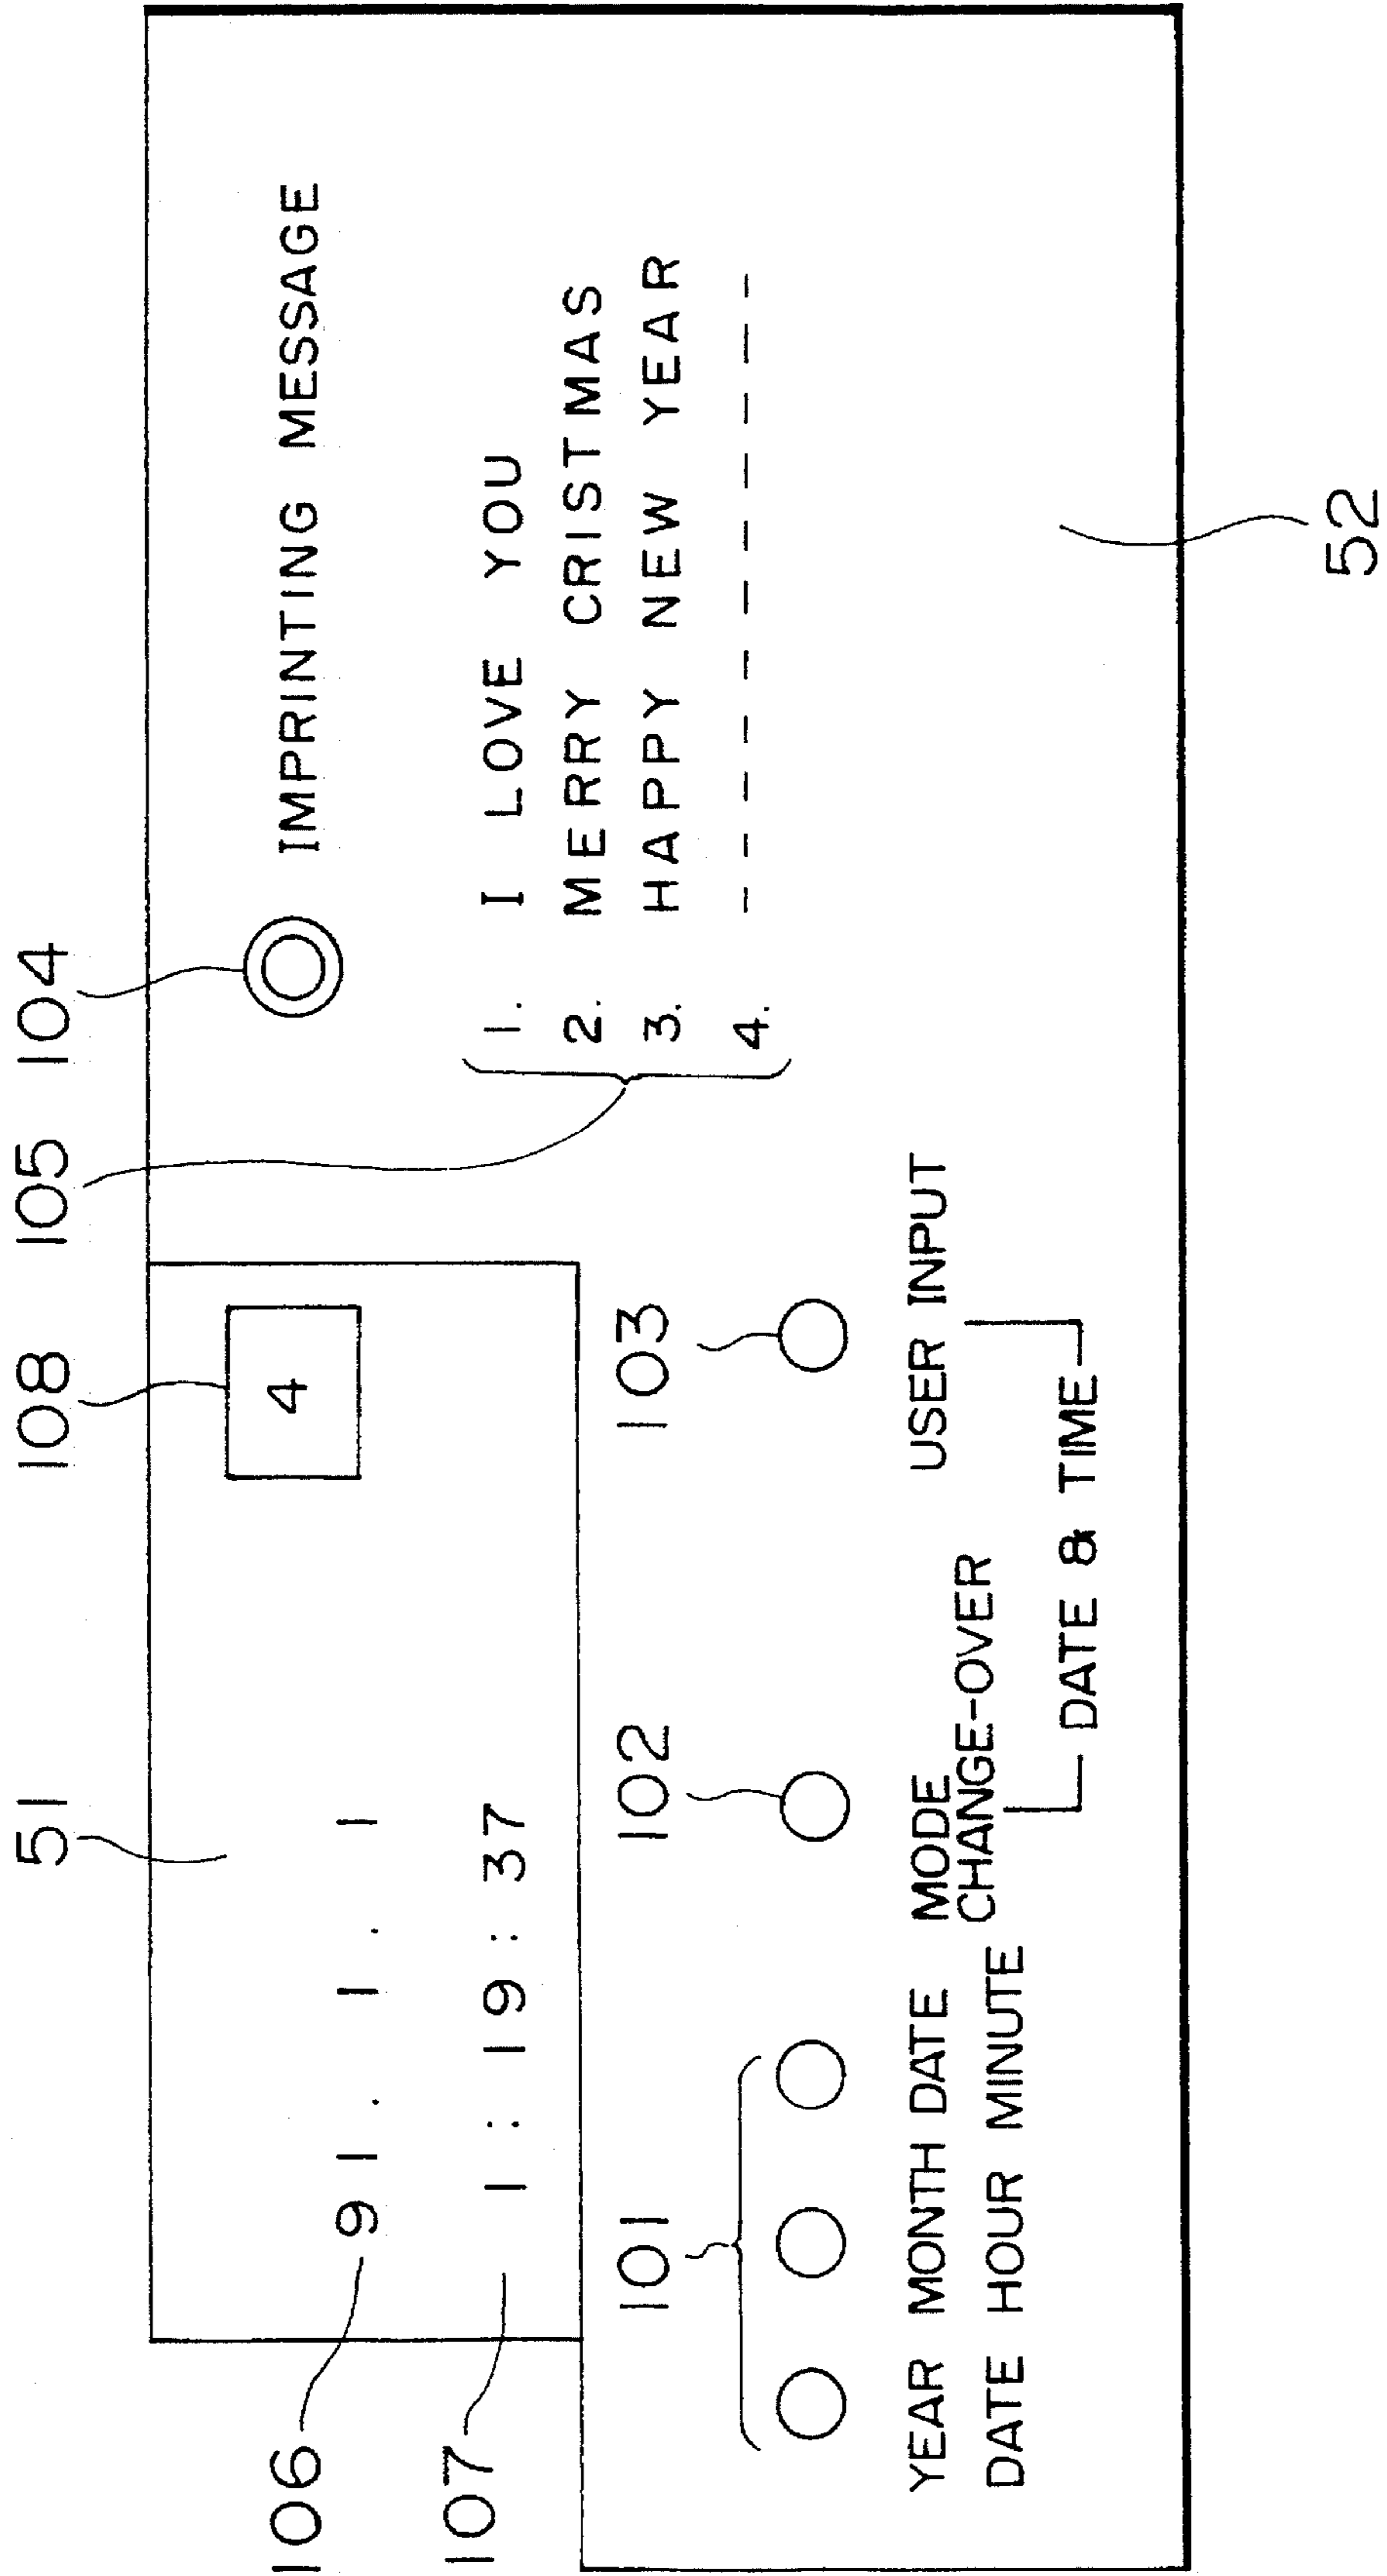 105 104
51 108
IMPRINTING MESSAGE
4
106 91. 1. 1
107 1:19:37
1. I LOVE YOU
2. MERRY CRISTMAS
3. HAPPY NEW YEAR
4. ----------
101 102 103
YEAR MONTH DATE MODE USER INPUT
DATE HOUR MINUTE CHANGE-OVER
DATE & TIME
52